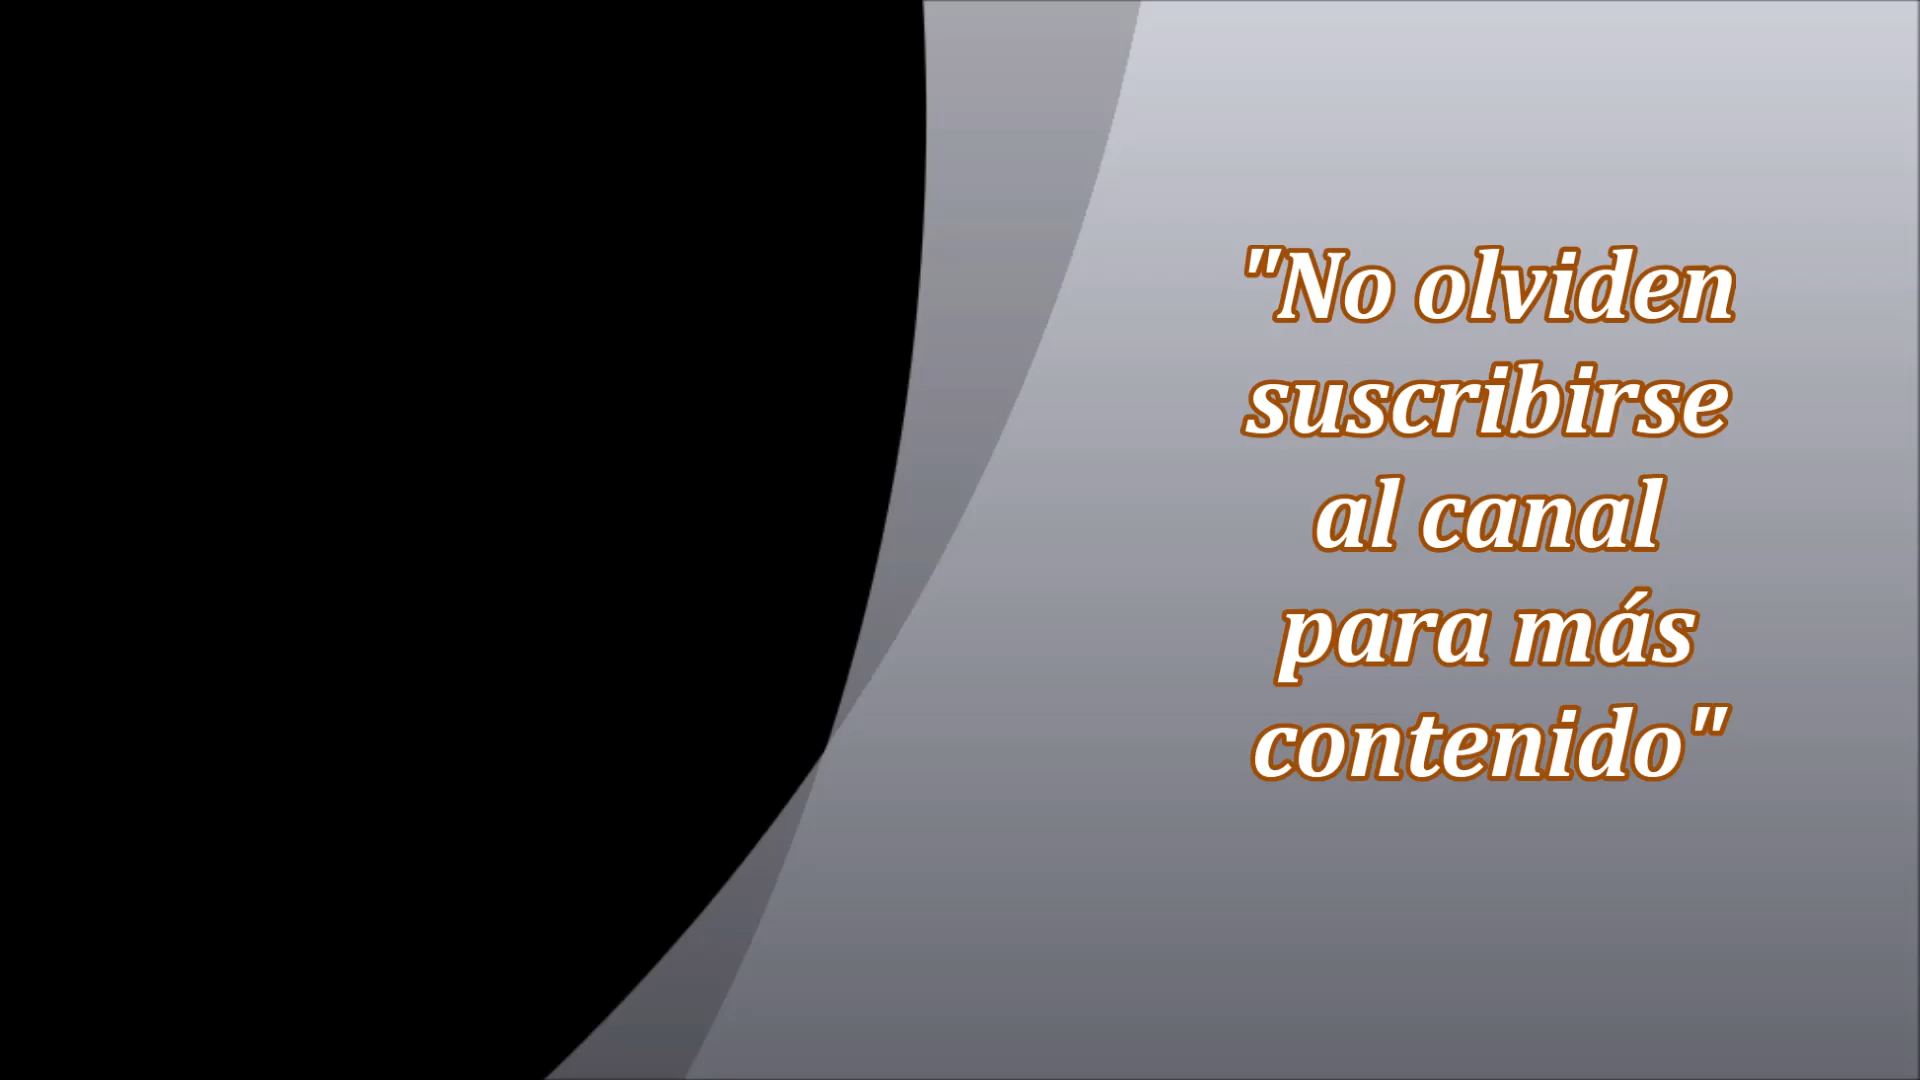 "No olviden
suscribirse
al canal
para más
contenido"